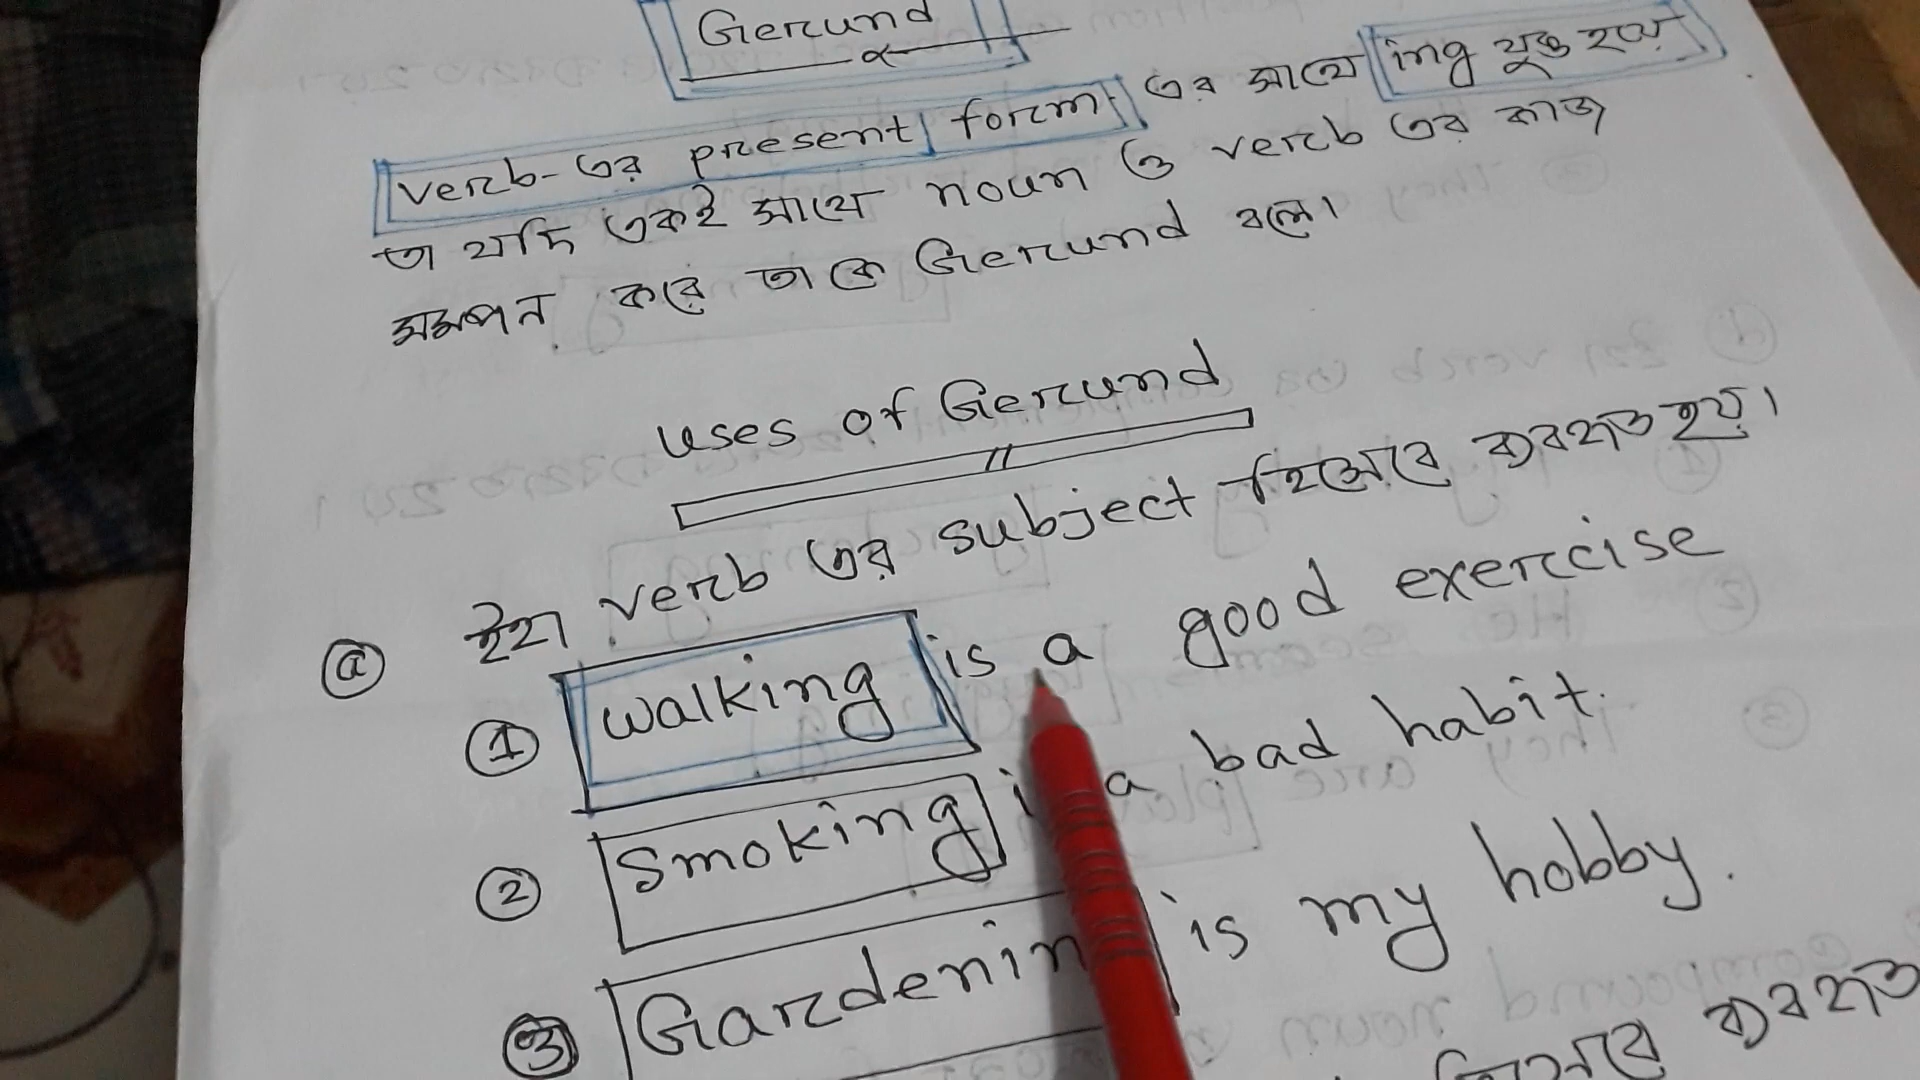 Gerund
verb-এর present form এর সাথে ing যুক্ত হয়
তা যদি একই সাথে noun ও verb এর কাজ
সম্পন করে তাকে Gerund বলে।
uses of Gerund
ⓐ ইহা verb এর subject হিসেবে ব্যবহৃত হয়।
① walking is a good exercise
② Smoking i a bad habit.
③ Gardenin is my hobby.
হিসেবে ব্যবহৃত